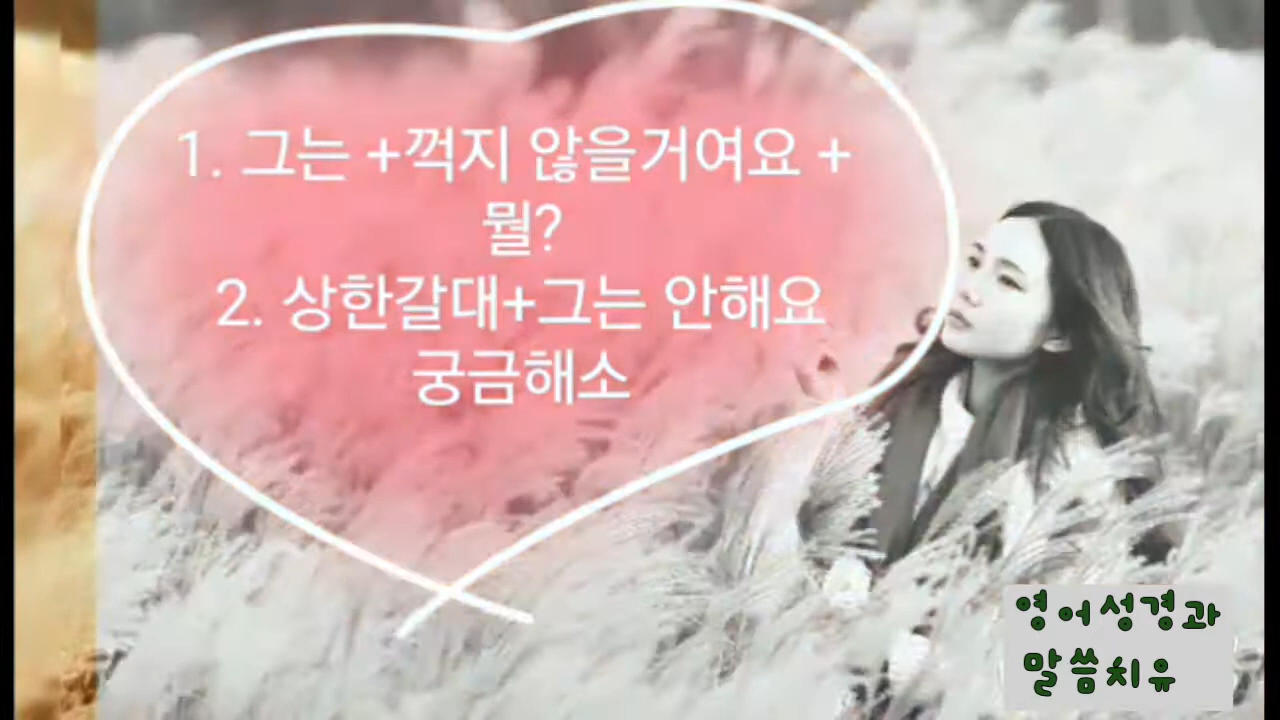 1. 그는 +꺽지 않을거여요 +
뭘?
2. 상한갈대+그는 안해요
궁금해소
영어성경과
말씀치유